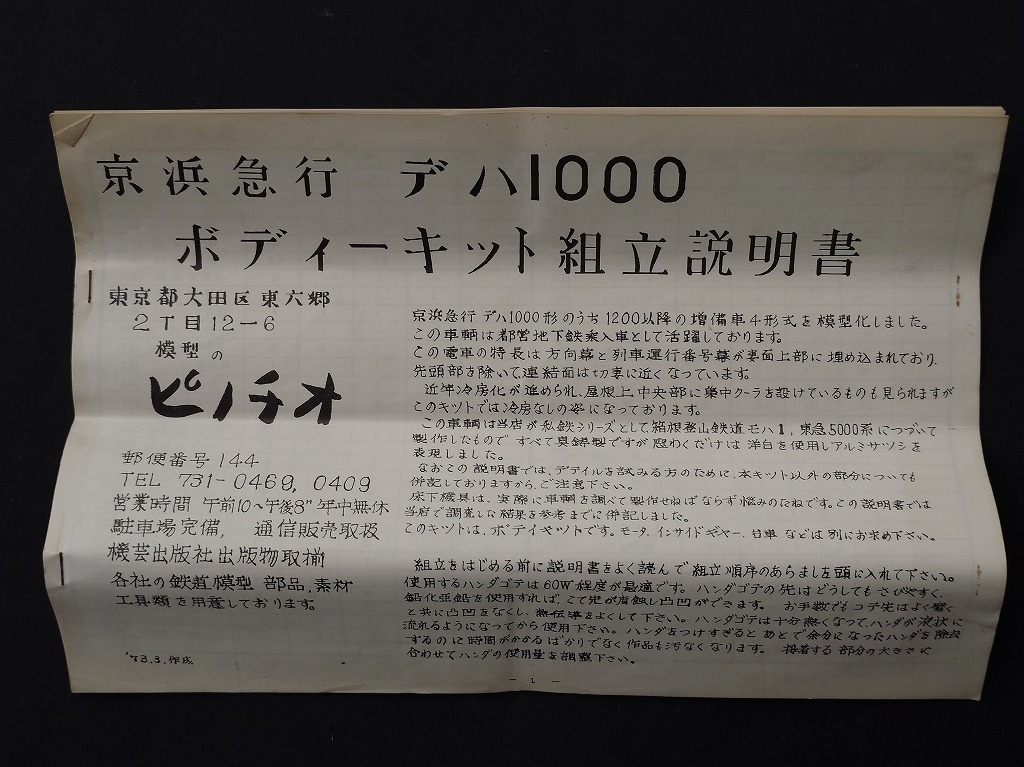 京浜急行 デハ1000
ボディーキット組立説明書
東京都大田区東六郷
2丁目12-6
模型の
ピノチオ
郵便番号144
TEL 731-0469, 0409
営業時間 午前10～午後8" 年中無休
駐車場完備, 通信販売取扱
機芸出版社出版物取揃
各社の鉄道模型 部品, 素材
工具類を用意しております。
'73.3. 作成
京浜急行デハ1000形のうち1200以降の増備車4形式を模型化しました。
この車輌は都営地下鉄乗入車として活躍しております。
この電車の特長は方向幕と列車運行番号幕が妻面上部に埋め込まれており,
先頭部を除いて連結面は切妻に近くなっています。
近年冷房化が進められ、屋根上中央部に集中クーラを設けているものも見られますが
このキットでは冷房なしの姿になっております。
この車輌は当店が私鉄シリーズとして箱根登山鉄道モハ1, 東急5000系につづいて
製作したもので すべて真鍮製ですが窓わくだけは 洋白を使用しアルミサッシを
表現しました。
なおこの説明書では、デテイルを試みる方のために、本キット以外の部分についても
併記しておりますから、ご注意下さい。
床下機具は、実際に車輌を調べて製作せねばならず悩みのたねです。この説明書では
当店で調査した結果を参考までに併記しました。
このキットは、ボデイキットです。モータ, インサイドギヤー, 台車 などは別にお求め下さい。
組立をはじめる前に説明書をよく読んで組立順序のあらましを頭に入れて下さい。
使用するハンダゴテは60W程度が最適です。ハンダゴテの先はどうしてもさびやすく,
塩化亜鉛を使用すれば, こて先が腐蝕し凸凹ができます。 お手数でもコテ先はよく磨く
と共に凸凹をなくし、熱伝導をよくして下さい。ハンダゴテは十分熱くなって, ハンダが液状に
流れるようになってから使用下さい。ハンダをつけすぎると あとで余分になったハンダを除去
するのに時間がかかるばかりでなく作品も汚なくなります。 接着する部分の大きさに
合わせてハンダの使用量を調整下さい。
- 1 -